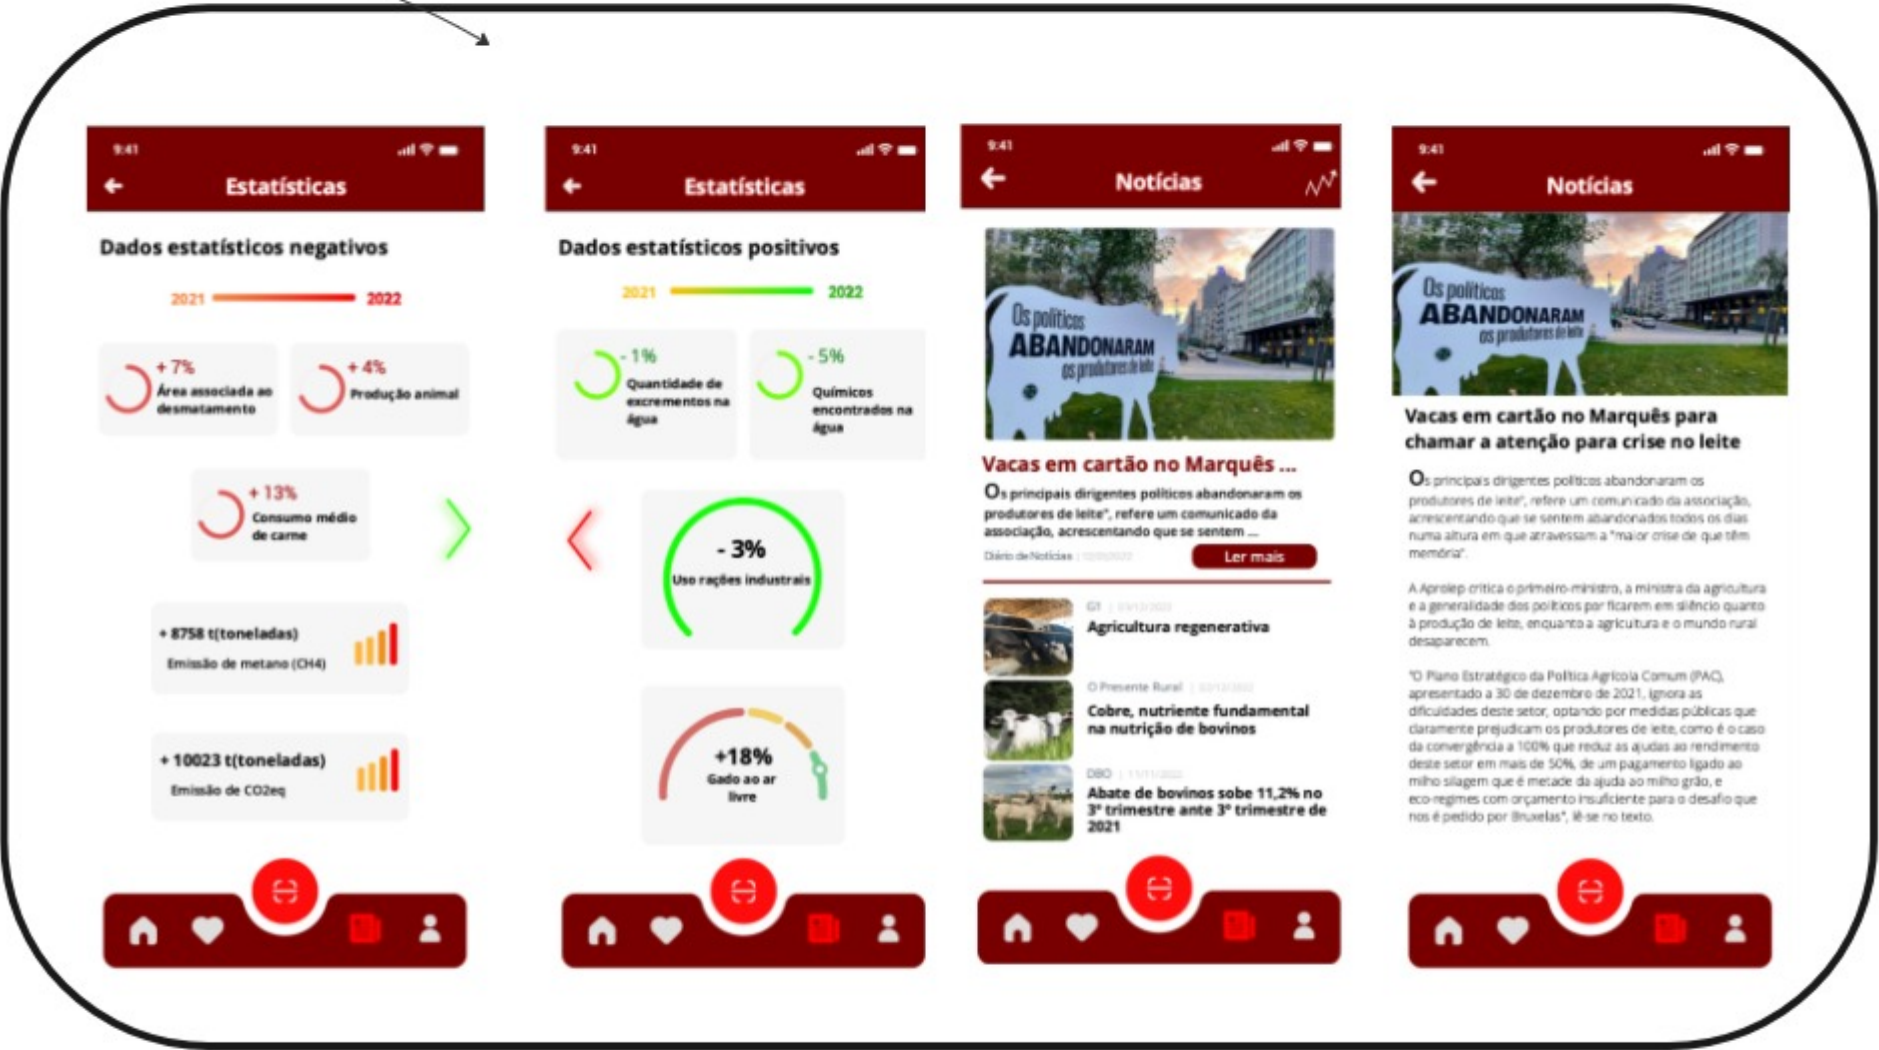 9:41
Estatísticas
Dados estatísticos negativos
2021 2022
+ 7%
Área associada ao
desmatamento
+ 4%
Produção animal
+ 13%
Consumo médio
de carne
+ 8758 t(toneladas)
Emissão de metano (CH4)
+ 10023 t(toneladas)
Emissão de CO2eq
9:41
Estatísticas
Dados estatísticos positivos
2021 2022
- 1%
Quantidade de
excrementos na
água
- 5%
Químicos
encontrados na
água
- 3%
Uso rações industrais
+18%
Gado ao ar
livre
9:41
Notícias
Os políticos
ABANDONARAM
os produtores de leite
Vacas em cartão no Marquês ...
Os principais dirigentes políticos abandonaram os
produtores de leite", refere um comunicado da
associação, acrescentando que se sentem ...
Diário de Notícias
Ler mais
G1
Agricultura regenerativa
O Presente Rural
Cobre, nutriente fundamental
na nutrição de bovinos
DBO | 11/11/2022
Abate de bovinos sobe 11,2% no
3º trimestre ante 3º trimestre de
2021
9:41
Notícias
Os políticos
ABANDONARAM
os produtores de leite
Vacas em cartão no Marquês para
chamar a atenção para crise no leite
Os principais dirigentes políticos abandonaram os
produtores de leite", refere um comunicado da associação,
acrescentando que se sentem abandonados todos os dias
numa altura em que atravessam a "maior crise de que têm
memória".
A Aprolep critica o primeiro-ministro, a ministra da agricultura
e a generalidade dos políticos por ficarem em silêncio quanto
à produção de leite, enquanto a agricultura e o mundo rural
desaparecem.
"O Plano Estratégico da Política Agrícola Comum (PAC),
apresentado a 30 de dezembro de 2021, ignora as
dificuldades deste setor, optando por medidas públicas que
claramente prejudicam os produtores de leite, como é o caso
da convergência a 100% que reduz as ajudas ao rendimento
deste setor em mais de 50%, de um pagamento ligado ao
milho silagem que é metade da ajuda ao milho grão, e
eco-regimes com orçamento insuficiente para o desafio que
nos é pedido por Bruxelas", lê-se no texto.